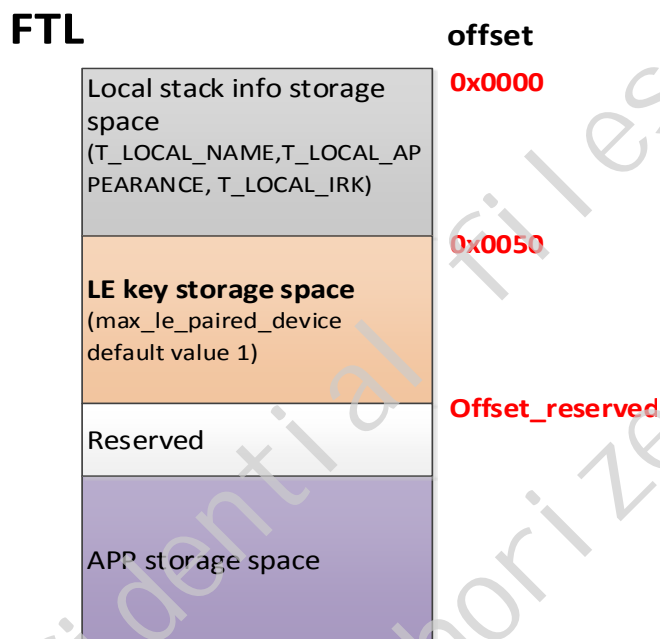 FTL
offset
Local stack info storage
space
(T_LOCAL_NAME,T_LOCAL_AP
PEARANCE, T_LOCAL_IRK)
0x0000
0x0050
LE key storage space
(max_le_paired_device
default value 1)
Offset_reserved
Reserved
APP storage space